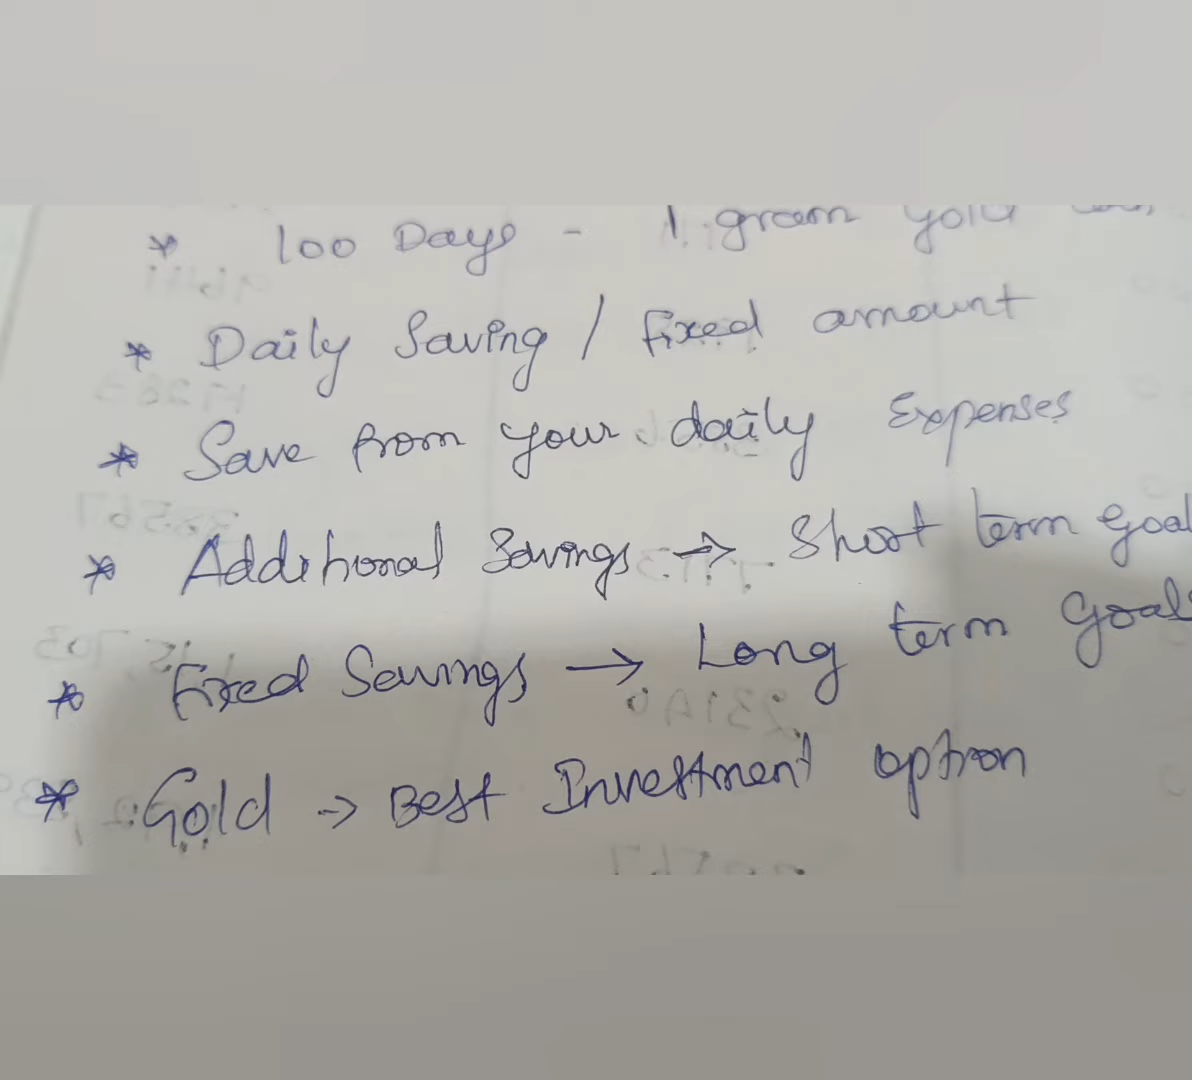 * 100 Days - 1 gram gold
* Daily Saving / fixed amount
* Save from your daily Expenses
* Additional Savings → Short term goal
* Fixed Savings → Long term Goals
* Gold → Best Investment option